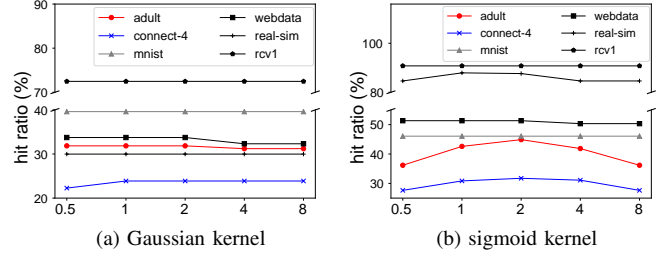 90
80
70
40
30
20
hit ratio (%)
adult
connect-4
mnist
webdata
real-sim
rcv1
0.5 1 2 4 8
(a) Gaussian kernel
100
80
50
40
30
hit ratio (%)
adult
connect-4
mnist
webdata
real-sim
rcv1
0.5 1 2 4 8
(b) sigmoid kernel